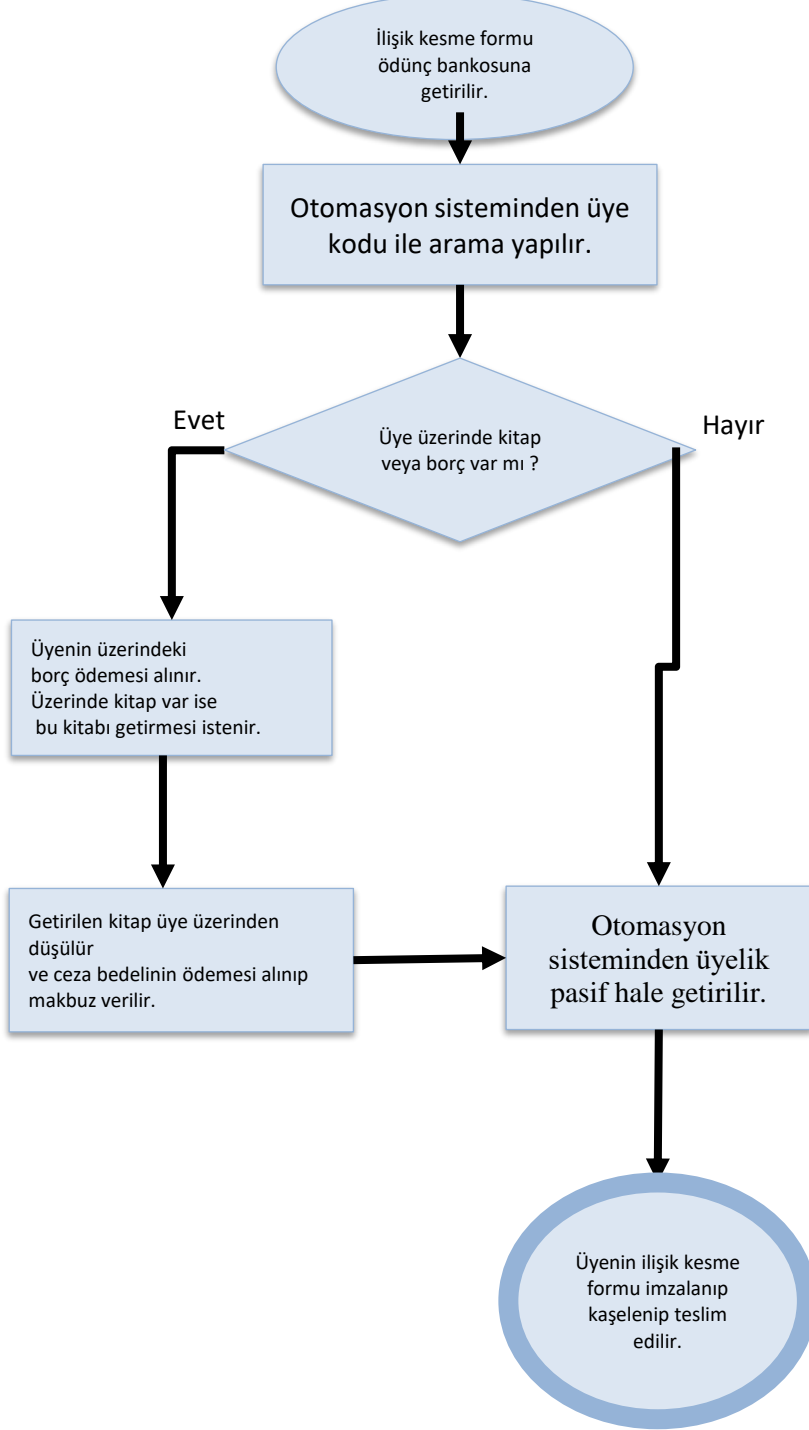 İlişik kesme formu
ödünç bankosuna
getirilir.
Otomasyon sisteminden üye
kodu ile arama yapılır.
Evet
Hayır
Üye üzerinde kitap
veya borç var mı ?
Üyenin üzerindeki
borç ödemesi alınır.
Üzerinde kitap var ise
bu kitabı getirmesi istenir.
Getirilen kitap üye üzerinden
düşülür
ve ceza bedelinin ödemesi alınıp
makbuz verilir.
Otomasyon
sisteminden üyelik
pasif hale getirilir.
Üyenin ilişik kesme
formu imzalanıp
kaşelenip teslim
edilir.